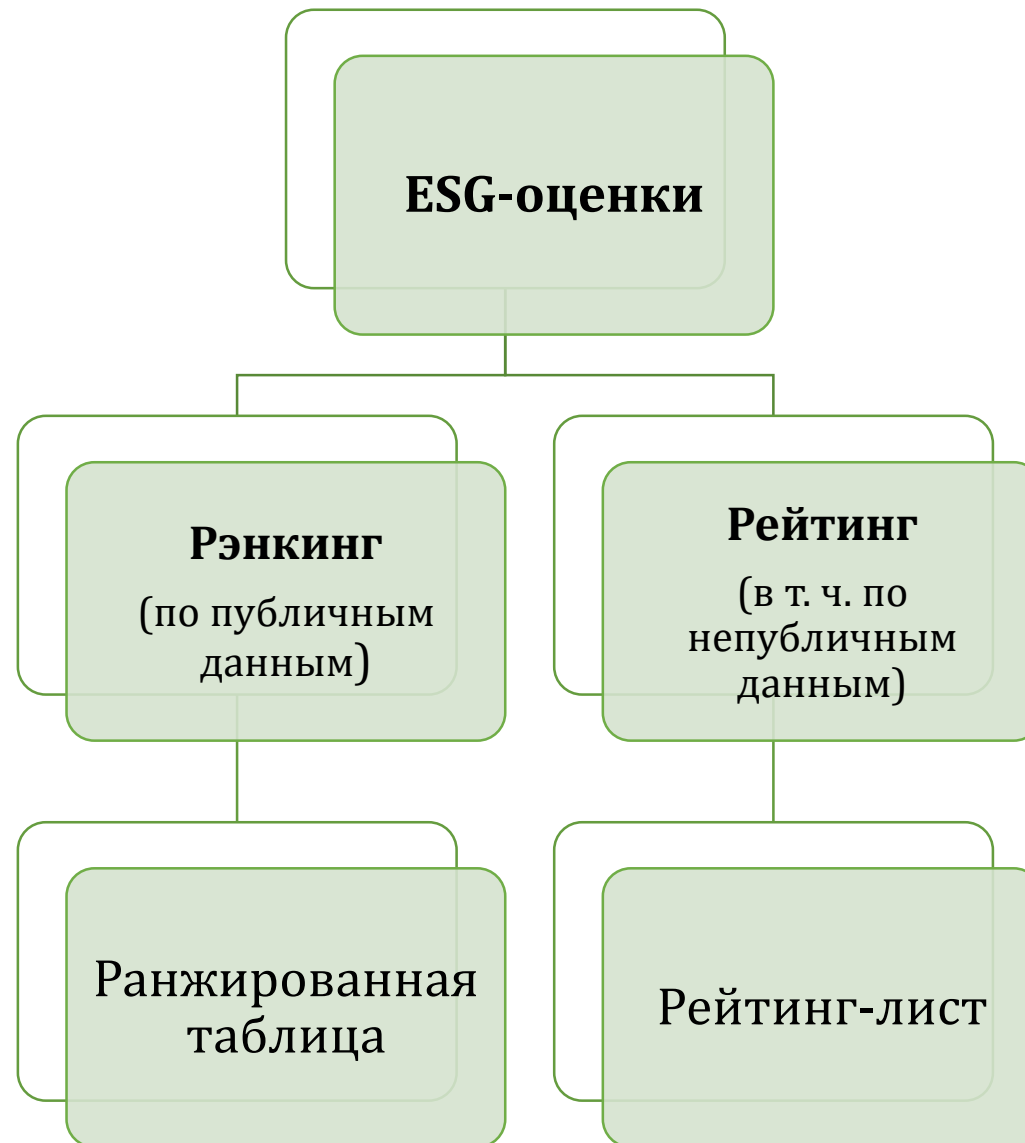 ESG-оценки
Рэнкинг
(по публичным
данным)
Рейтинг
(в т. ч. по
непубличным
данным)
Ранжированная
таблица
Рейтинг-лист